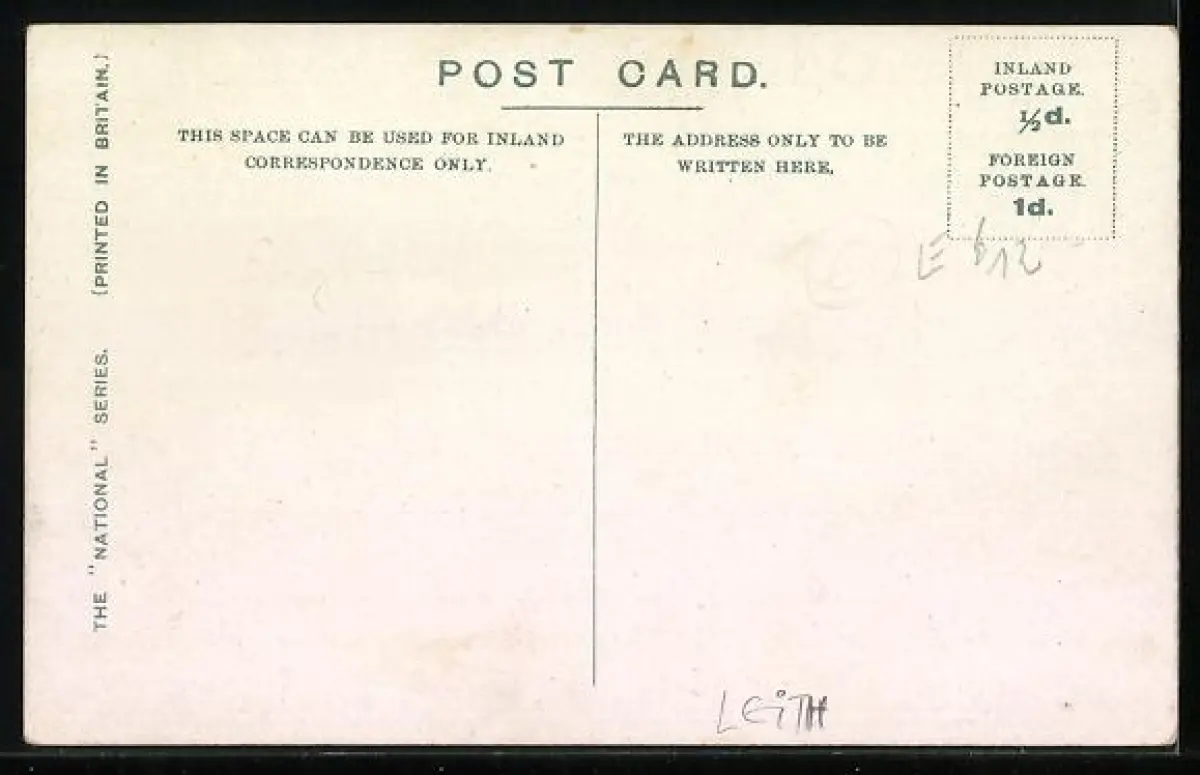 POST CARD.
THIS SPACE CAN BE USED FOR INLAND
CORRESPONDENCE ONLY.
THE ADDRESS ONLY TO BE
WRITTEN HERE.
INLAND
POSTAGE.
½d.
FOREIGN
POSTAGE.
1d.
THE "NATIONAL" SERIES. (PRINTED IN BRITAIN.)
LEITH